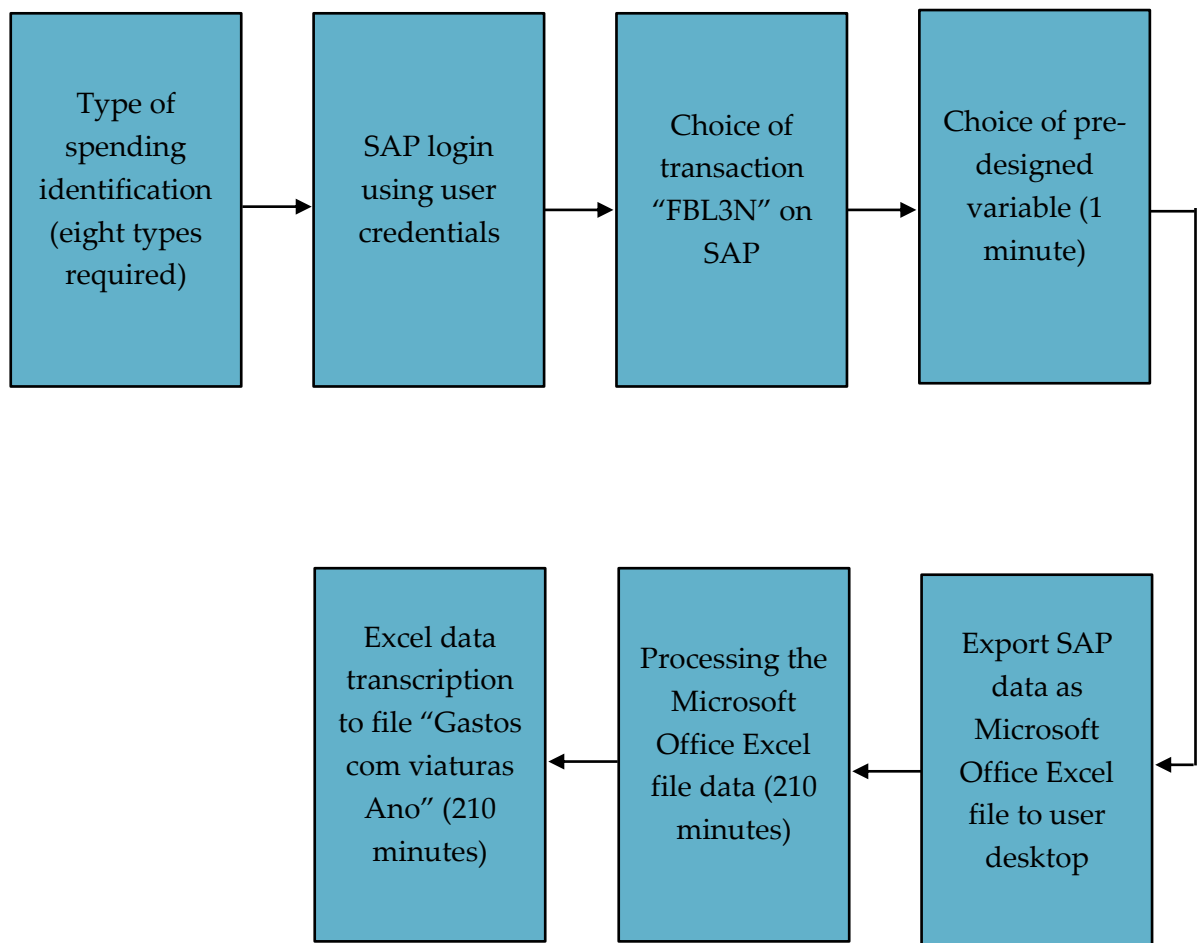 Type of
spending
identification
(eight types
required)
SAP login
using user
credentials
Choice of
transaction
“FBL3N” on
SAP
Choice of pre-
designed
variable (1
minute)
Export SAP
data as
Microsoft
Office Excel
file to user
desktop
Processing the
Microsoft
Office Excel
file data (210
minutes)
Excel data
transcription
to file “Gastos
com viaturas
Ano” (210
minutes)